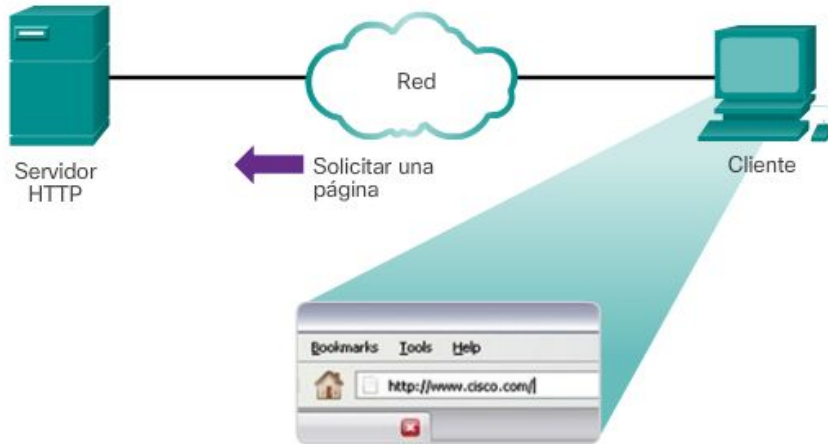 Red
Servidor
HTTP
Solicitar una
página
Cliente
Bookmarks Tools Help
http://www.cisco.com/